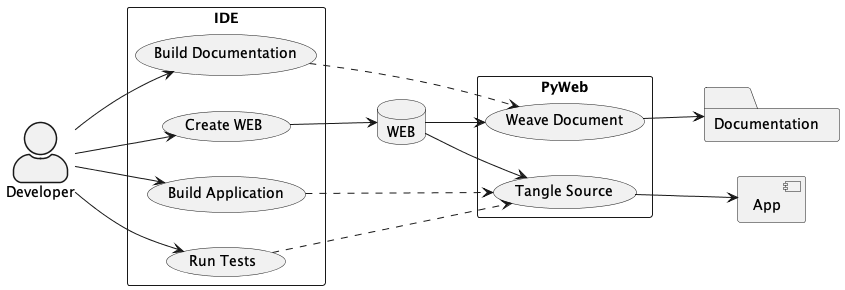 IDE
Build Documentation
PyWeb
Create WEB
WEB
Weave Document
Documentation
Developer
Build Application
Tangle Source
App
Run Tests